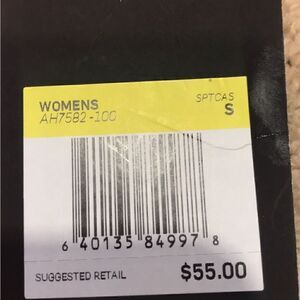 WOMENS SPTCAS
AH7582-100 S
6 40135 84997 8
SUGGESTED RETAIL $55.00